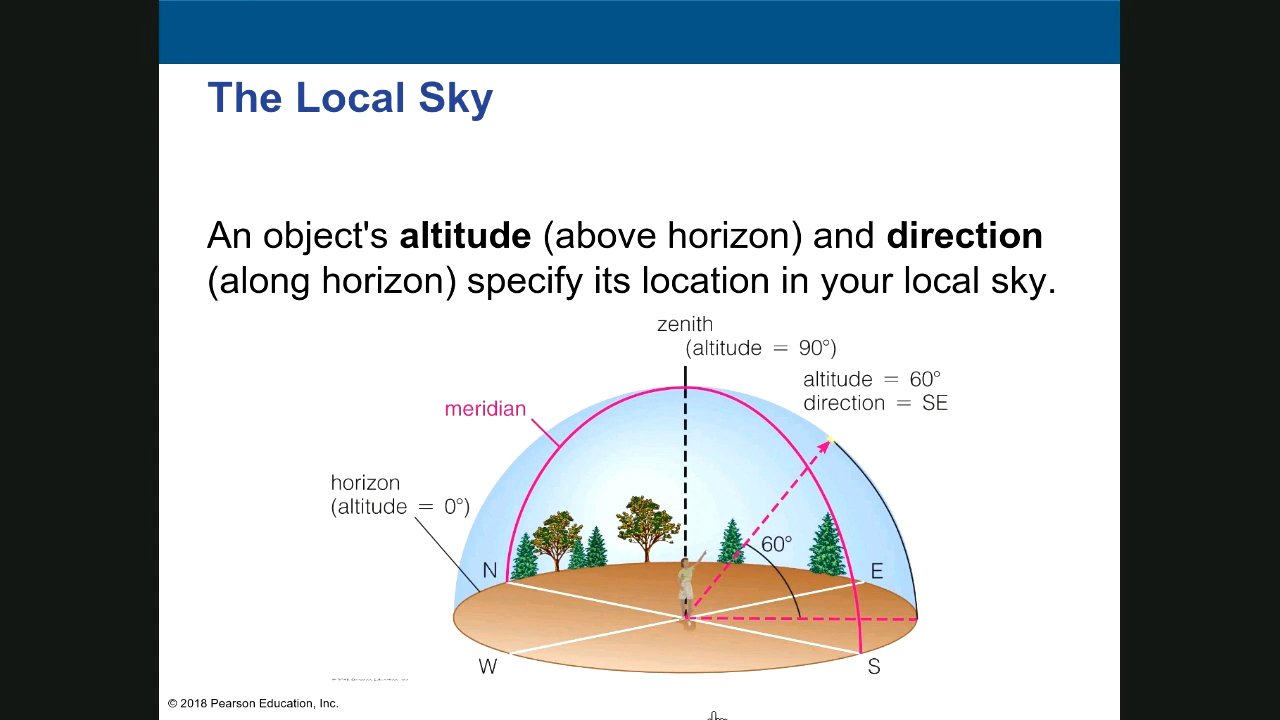 The Local Sky
An object's altitude (above horizon) and direction
(along horizon) specify its location in your local sky.
zenith
(altitude = 90°)
altitude = 60°
direction = SE
meridian
horizon
(altitude = 0°)
60°
N
E
W
S
© 2018 Pearson Education, Inc.